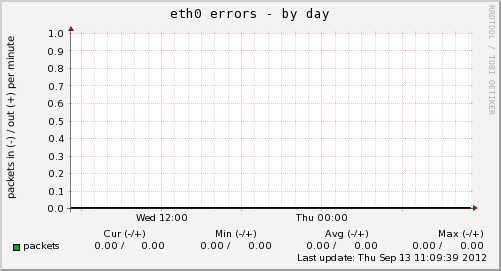 eth0 errors - by day
RRDTOOL / TOBI OETIKER
packets in (-) / out (+) per minute
1.0
0.9
0.8
0.7
0.6
0.5
0.4
0.3
0.2
0.1
0.0
Wed 12:00 Thu 00:00
Cur (-/+) Min (-/+) Avg (-/+) Max (-/+)
packets 0.00 / 0.00 0.00 / 0.00 0.00 / 0.00 0.00 / 0.00
Last update: Thu Sep 13 11:09:39 2012